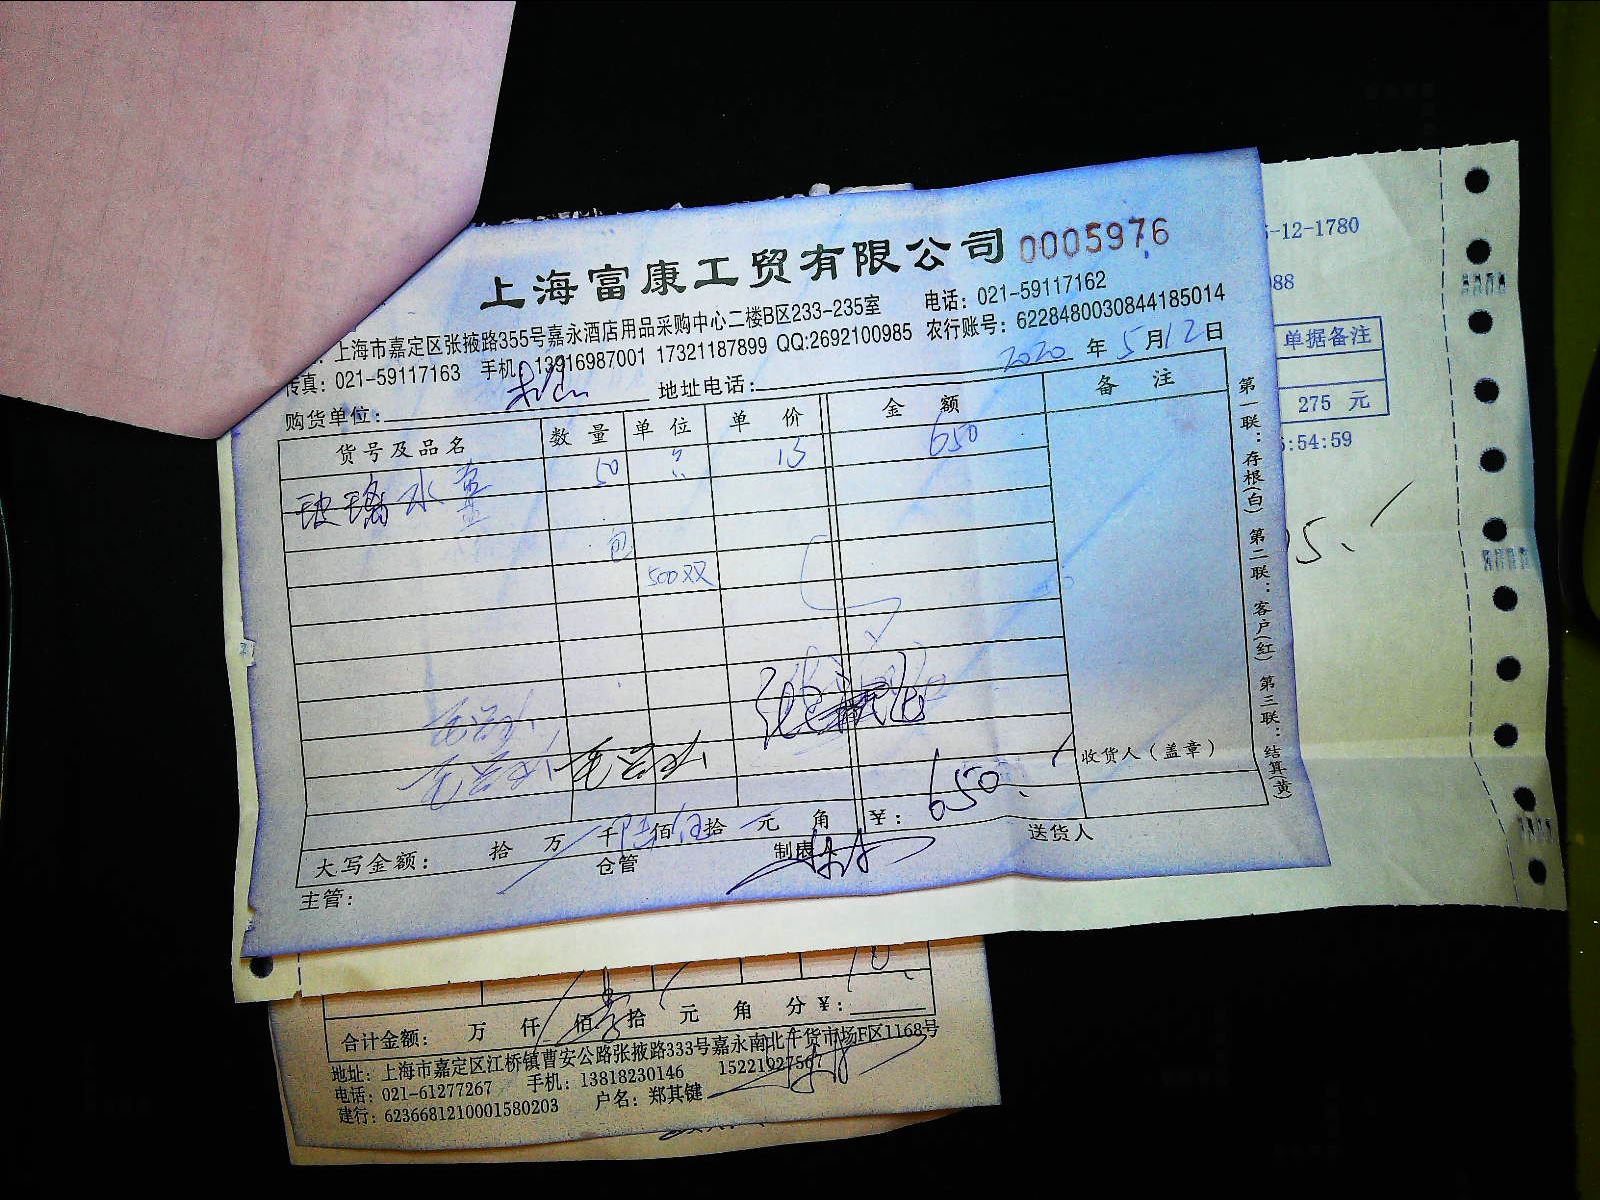 上海富康工贸有限公司 0005976
上海市嘉定区张掖路355号嘉永酒店用品采购中心二楼B区233-235室 电话：021-59117162
传真：021-59117163 手机：13916987001 17321187899 QQ:2692100985 农行账号：6228480030844185014
购货单位： 地址电话： 2020 年 5 月 12 日
货号及品名 数量 单位 单价 金额 备注
玻璃水壶 50 只 13 650
包
500双
收货人（盖章）
大写金额： 拾 万 千 陆 佰 伍 拾 元 角 ￥：650.
主管： 仓管 制表人 送货人
第一联：存根（白） 第二联：客户（红） 第三联：结算（黄）
-12-1780
088
单据备注
275 元
:54:59
5.
10.
合计金额： 万 仟 佰 拾 元 角 分 ￥：
地址：上海市嘉定区江桥镇曹安公路张掖路333号嘉永南北干货市场F区1168号
电话：021-61277267 手机：13818230146 15221927567
建行：6236681210001580203 户名：郑其键